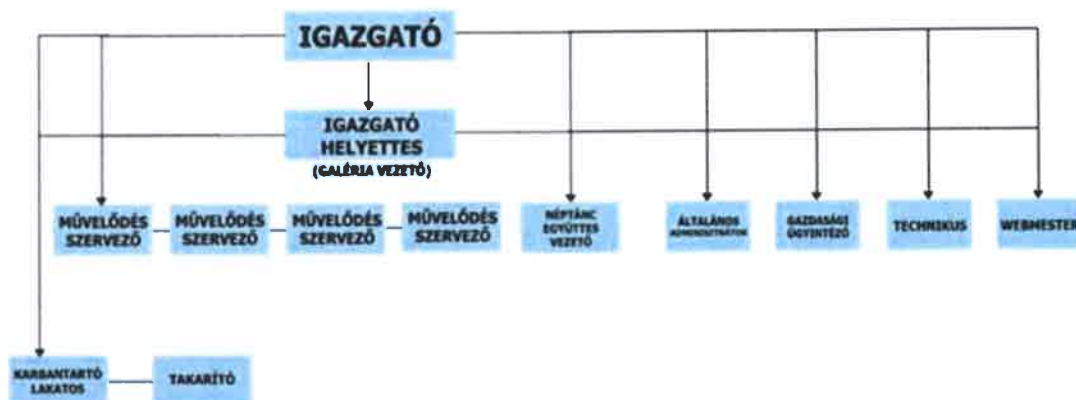 IGAZGATÓ
IGAZGATÓ
HELYETTES
(GALÉRIA VEZETŐ)
MŰVELŐDÉS
SZERVEZŐ
MŰVELŐDÉS
SZERVEZŐ
MŰVELŐDÉS
SZERVEZŐ
MŰVELŐDÉS
SZERVEZŐ
NÉPTÁNC
EGYÜTTES
VEZETŐ
ÁLTALÁNOS
ADMINISZTRÁTOR
GAZDASÁGI
ÜGYINTÉZŐ
TECHNIKUS
WEBMESTER
KARBANTARTÓ
LAKATOS
TAKARÍTÓ